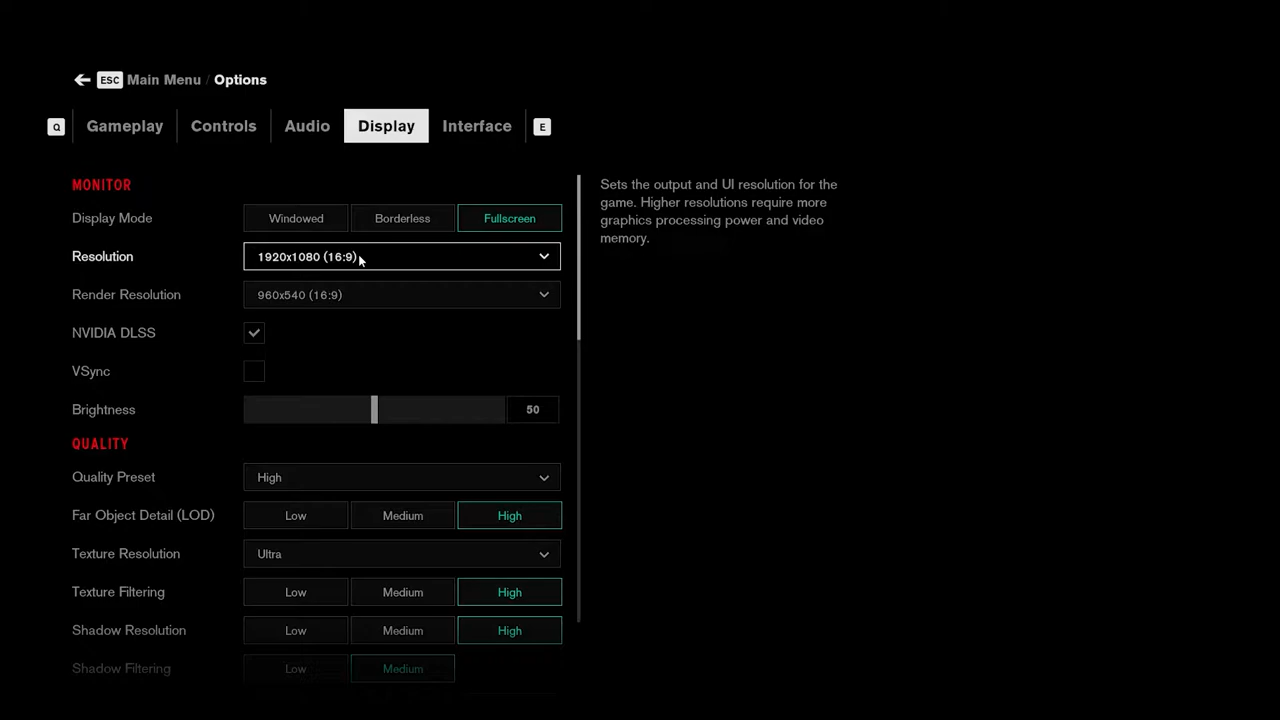 ESC Main Menu / Options
Q Gameplay Controls Audio Display Interface E
MONITOR
Display Mode Windowed Borderless Fullscreen
Resolution 1920x1080 (16:9)
Render Resolution 960x540 (16:9)
NVIDIA DLSS
VSync
Brightness 50
QUALITY
Quality Preset High
Far Object Detail (LOD) Low Medium High
Texture Resolution Ultra
Texture Filtering Low Medium High
Shadow Resolution Low Medium High
Shadow Filtering Low Medium
Sets the output and UI resolution for the
game. Higher resolutions require more
graphics processing power and video
memory.